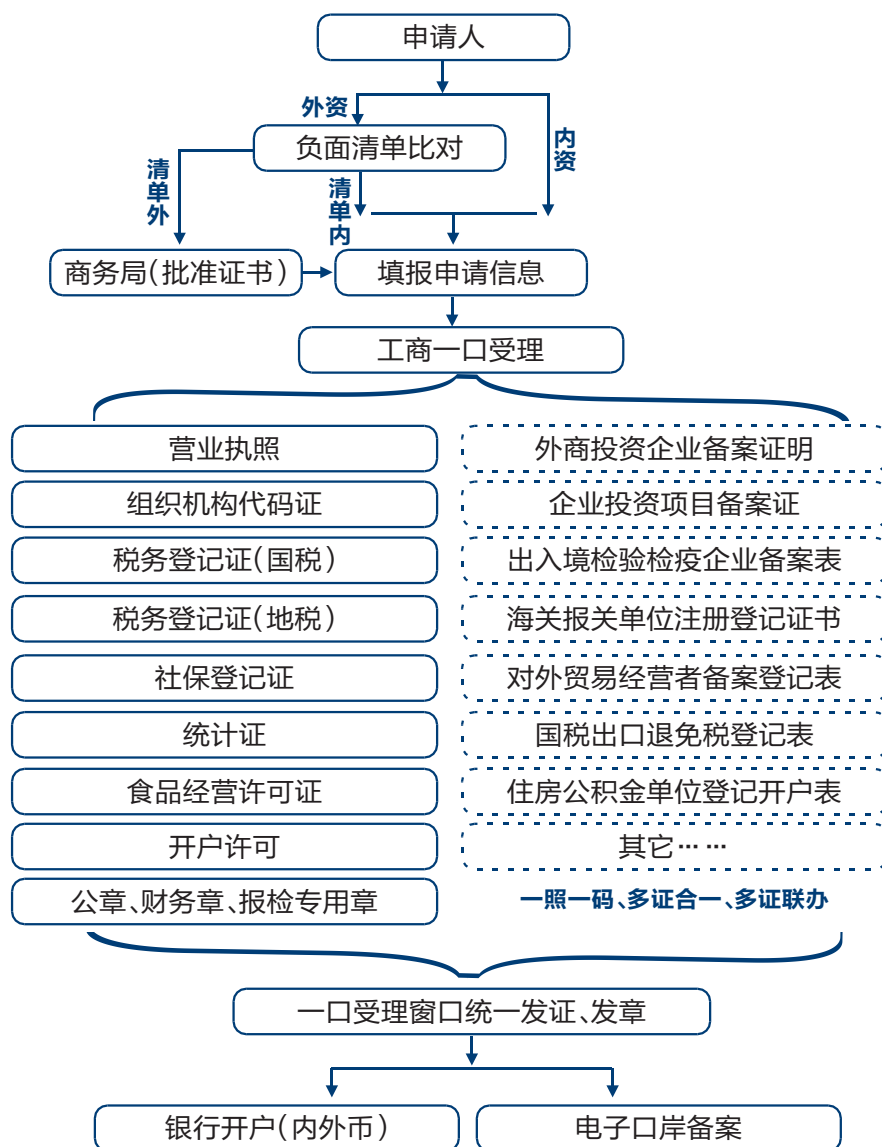 申请人
外资
内资
负面清单比对
清单外
清单内
商务局(批准证书)
填报申请信息
工商一口受理
营业执照
外商投资企业备案证明
组织机构代码证
企业投资项目备案证
税务登记证(国税)
出入境检验检疫企业备案表
税务登记证(地税)
海关报关单位注册登记证书
社保登记证
对外贸易经营者备案登记表
统计证
国税出口退免税登记表
食品经营许可证
住房公积金单位登记开户表
开户许可
其它……
公章、财务章、报检专用章
一照一码、多证合一、多证联办
一口受理窗口统一发证、发章
银行开户(内外币)
电子口岸备案